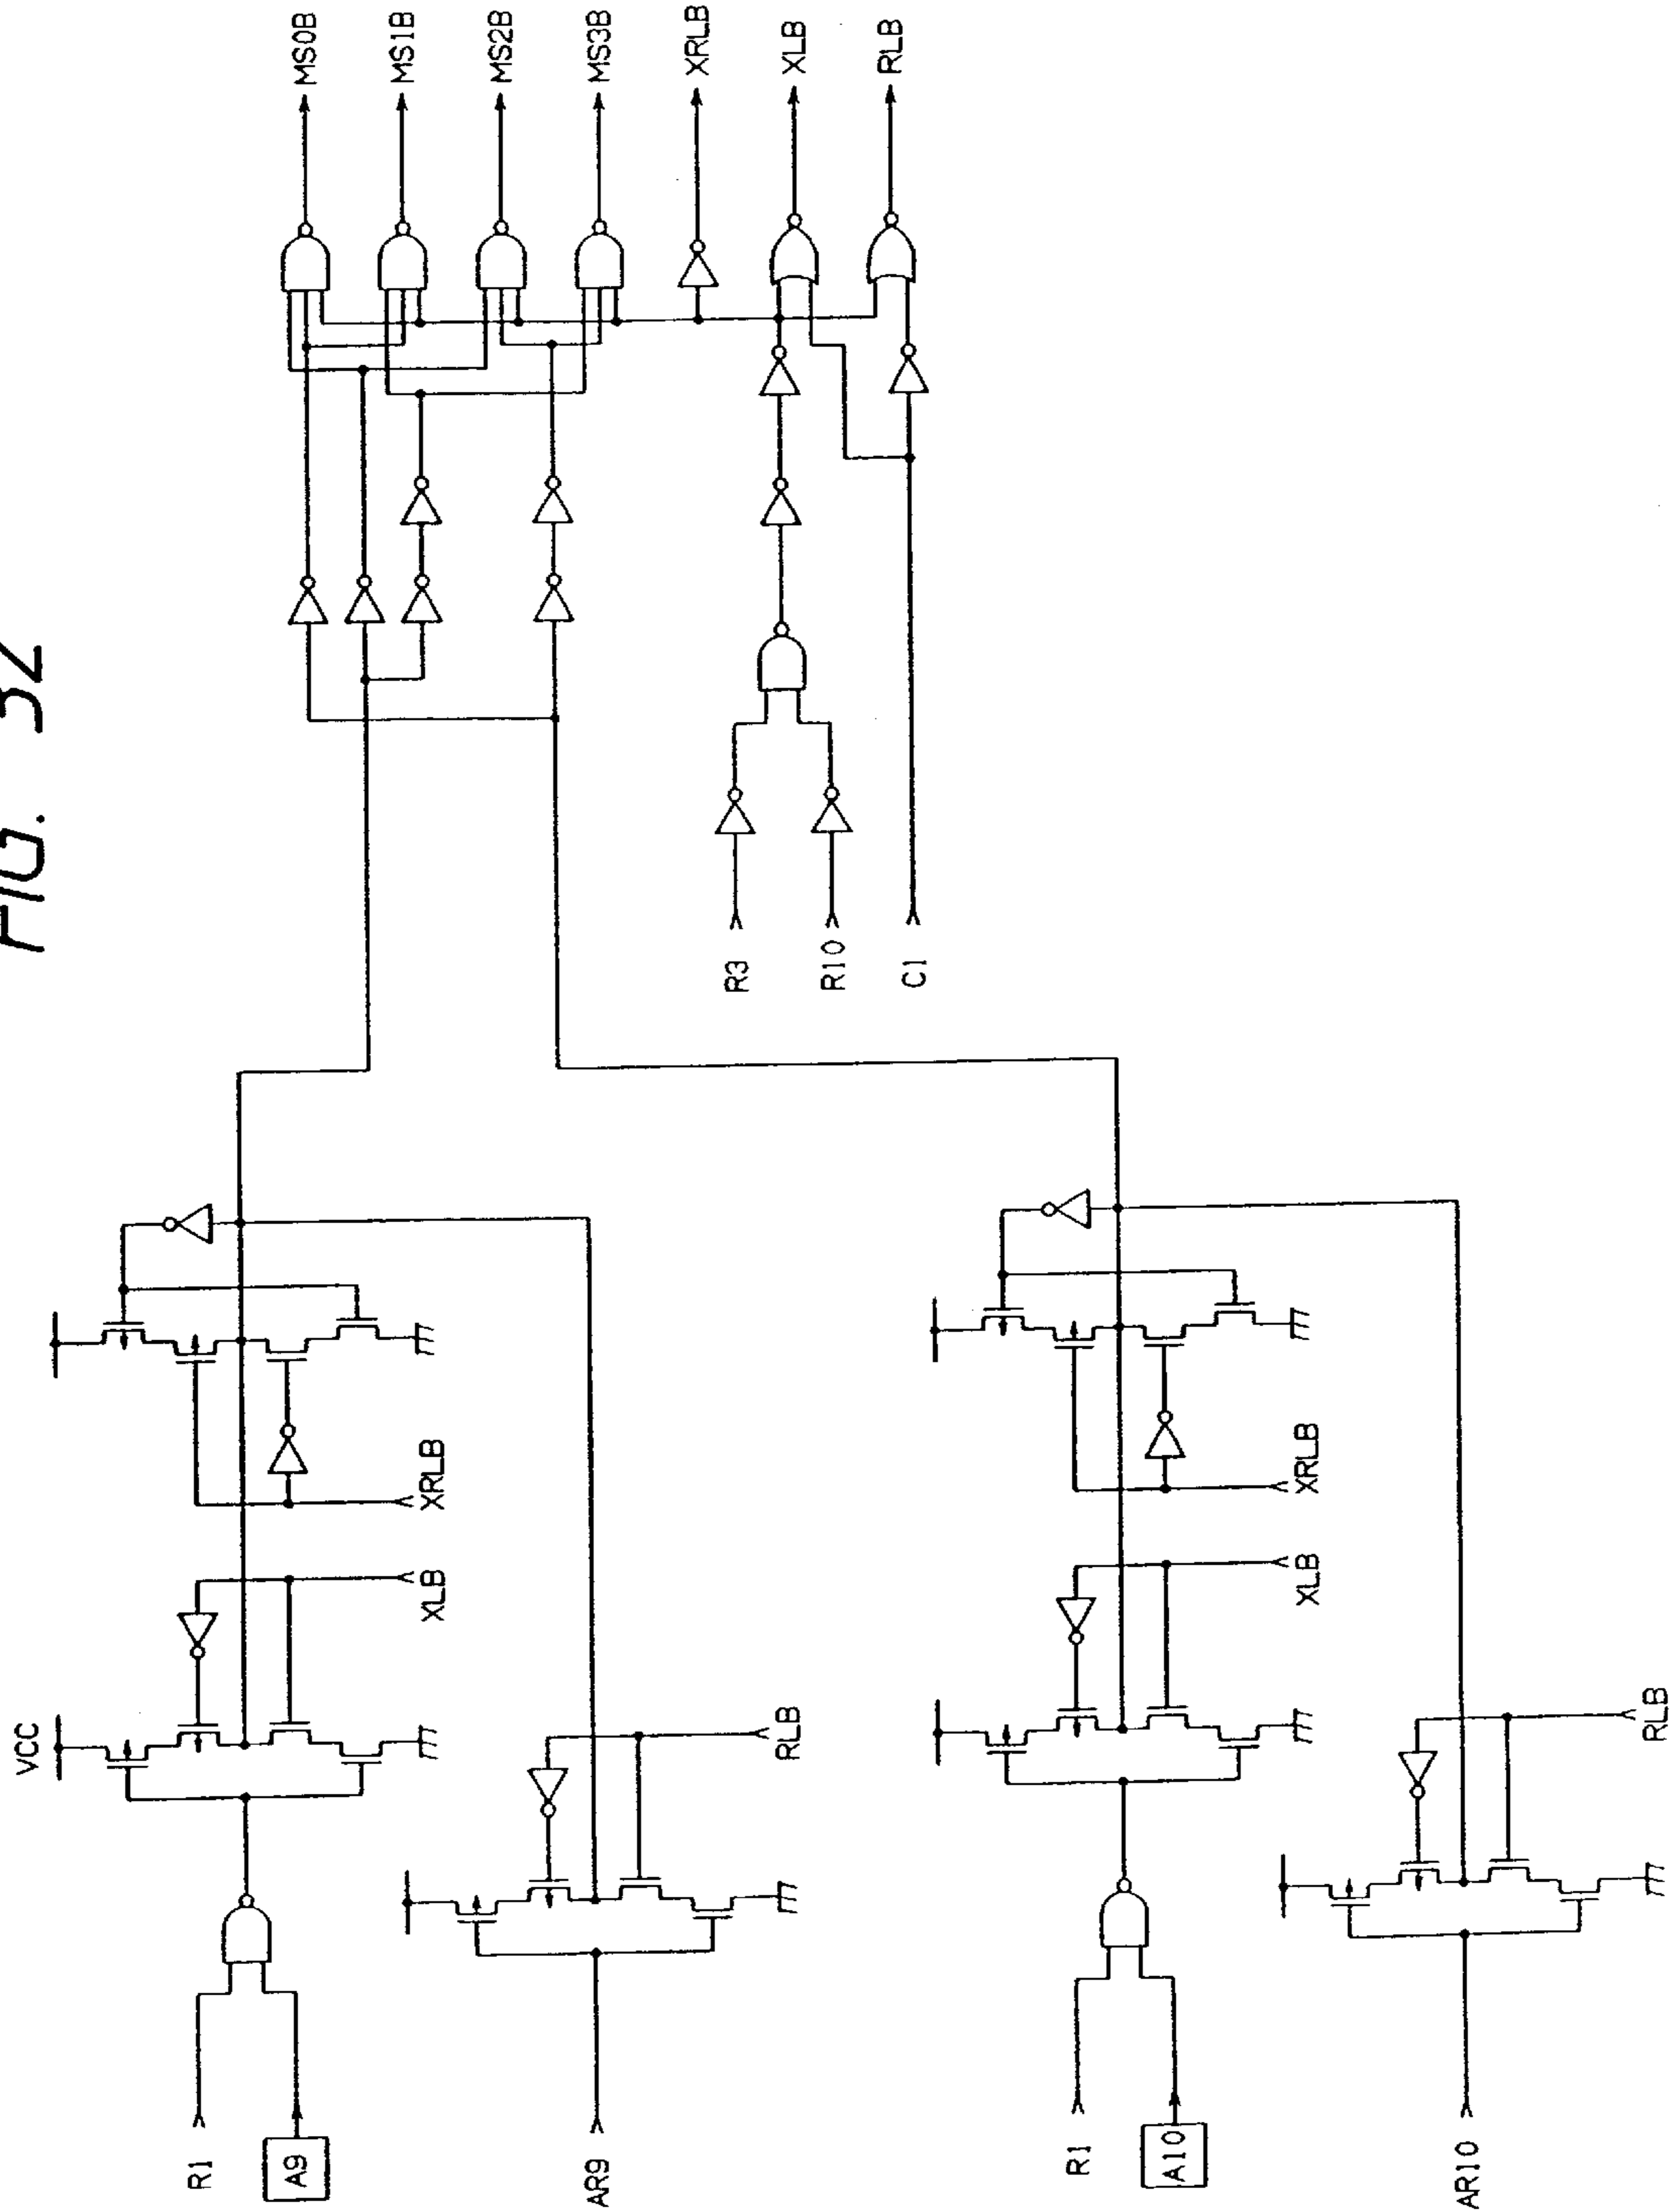 FIG. 32
MS0B
MS1B
MS2B
MS3B
XRLB
XLB
RLB
R3
R10
C1
VCC
XLB
XRLB
R1
A9
RLB
AR9
XLB
XRLB
R1
A10
RLB
AR10